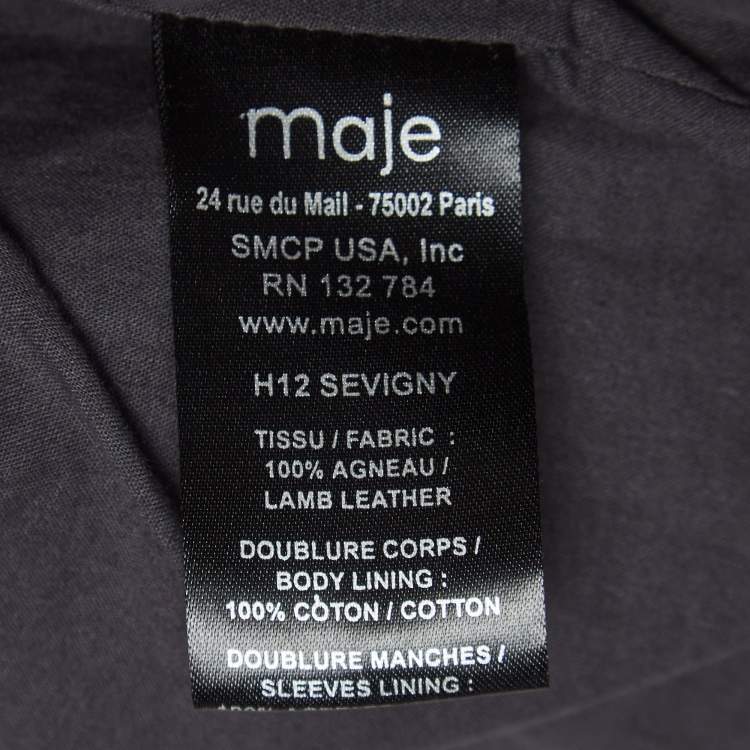 maje
24 rue du Mail - 75002 Paris
SMCP USA, Inc
RN 132 784
www.maje.com
H12 SEVIGNY
TISSU / FABRIC :
100% AGNEAU /
LAMB LEATHER
DOUBLURE CORPS /
BODY LINING :
100% COTON / COTTON
DOUBLURE MANCHES /
SLEEVES LINING :